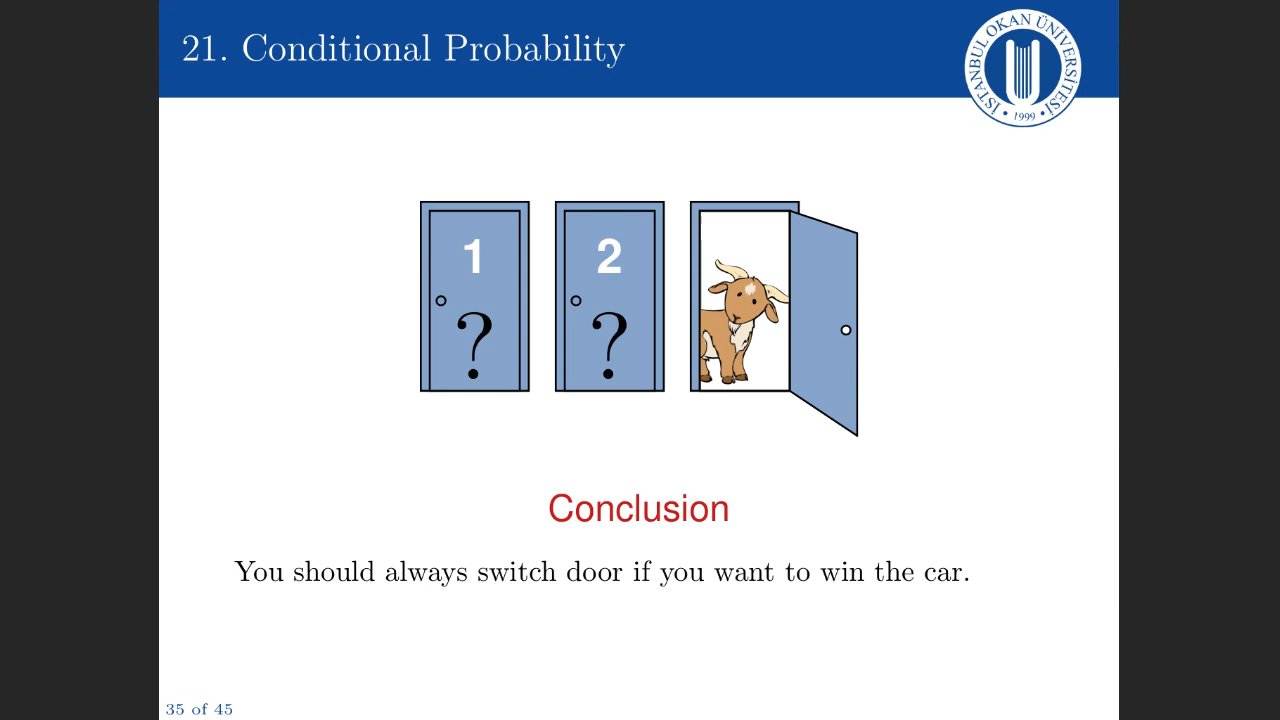 21. Conditional Probability
İSTANBUL OKAN ÜNİVERSİTESİ
• 1999 •
1
2
?
?
Conclusion
You should always switch door if you want to win the car.
35 of 45